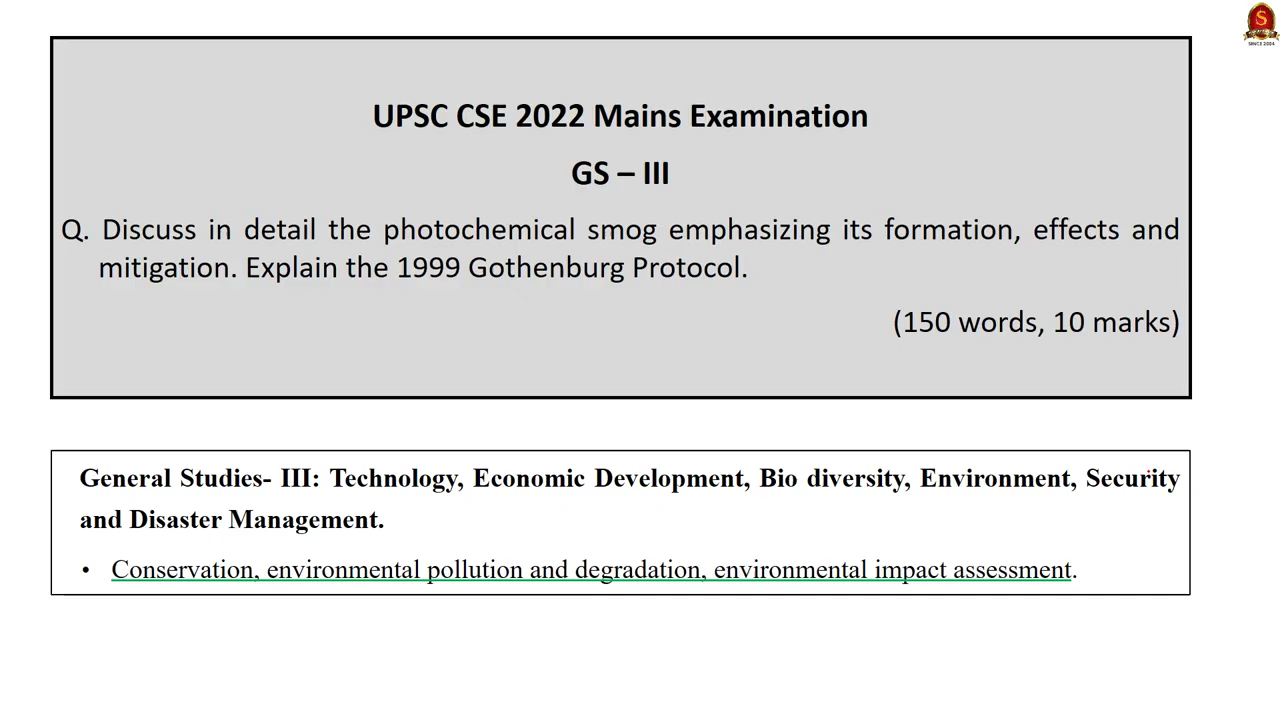 UPSC CSE 2022 Mains Examination
GS – III
Q. Discuss in detail the photochemical smog emphasizing its formation, effects and
mitigation. Explain the 1999 Gothenburg Protocol.
(150 words, 10 marks)
General Studies- III: Technology, Economic Development, Bio diversity, Environment, Security
and Disaster Management.
• Conservation, environmental pollution and degradation, environmental impact assessment.
S
SINCE 2004